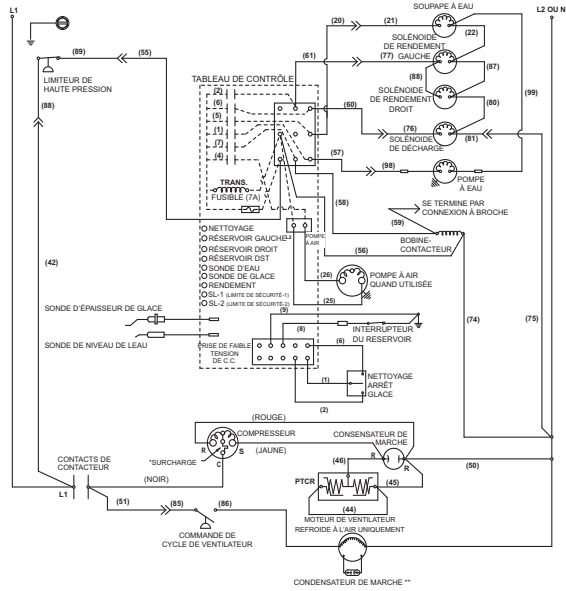 L1
L2 OU N
SOUPAPE À EAU
(20)
(21)
(22)
SOLÉNOIDE
DE RENDEMENT
GAUCHE
(89)
(55)
(61)
(77)
(87)
(88)
LIMITEUR DE
HAUTE PRESSION
TABLEAU DE CONTRÔLE
(99)
(88)
(2)
(6)
(5)
(1)
(7)
(4)
SOLÉNOIDE
DE RENDEMENT
DROIT
(80)
(60)
(76)
SOLÉNOIDE
DE DÉCHARGE
(81)
(57)
(98)
POMPE
À EAU
TRANS.
FUSIBLE (7A)
(58)
SE TERMINE PAR
CONNEXION À BROCHE
(59)
(56)
BOBINE-
CONTACTEUR
NETTOYAGE
RÉSERVOIR GAUCHE
RÉSERVOIR DROIT
RÉSERVOIR DST
SONDE D'EAU
SONDE DE GLACE
RENDEMENT
SL-1 (LIMITE DE SÉCURITÉ-1)
SL-2 (LIMITE DE SÉCURITÉ-2)
L2
POMPE
À AIR
(42)
(26)
(25)
POMPE À AIR
QUAND UTILISÉE
(74)
(75)
SONDE D'ÉPAISSEUR DE GLACE
SONDE DE NIVEAU DE LEAU
(9)
(8)
INTERRUPTEUR
DU RESERVOIR
PRISE DE FAIBLE
TENSION
DE C.C.
(6)
(1)
(2)
NETTOYAGE
ARRÊT
GLACE
(ROUGE)
COMPRESSEUR
R
S
C
*SURCHARGE
(JAUNE)
(NOIR)
CONSENSATEUR DE
MARCHE
R
R
(46)
(45)
(50)
PTCR
(44)
CONTACTS DE
CONTACTEUR
L1
(51)
(85)
(86)
COMMANDE DE
CYCLE DE VENTILATEUR
MOTEUR DE VENTILATEUR
REFROIDE À L'AIR UNIQUEMENT
CONDENSATEUR DE MARCHE **